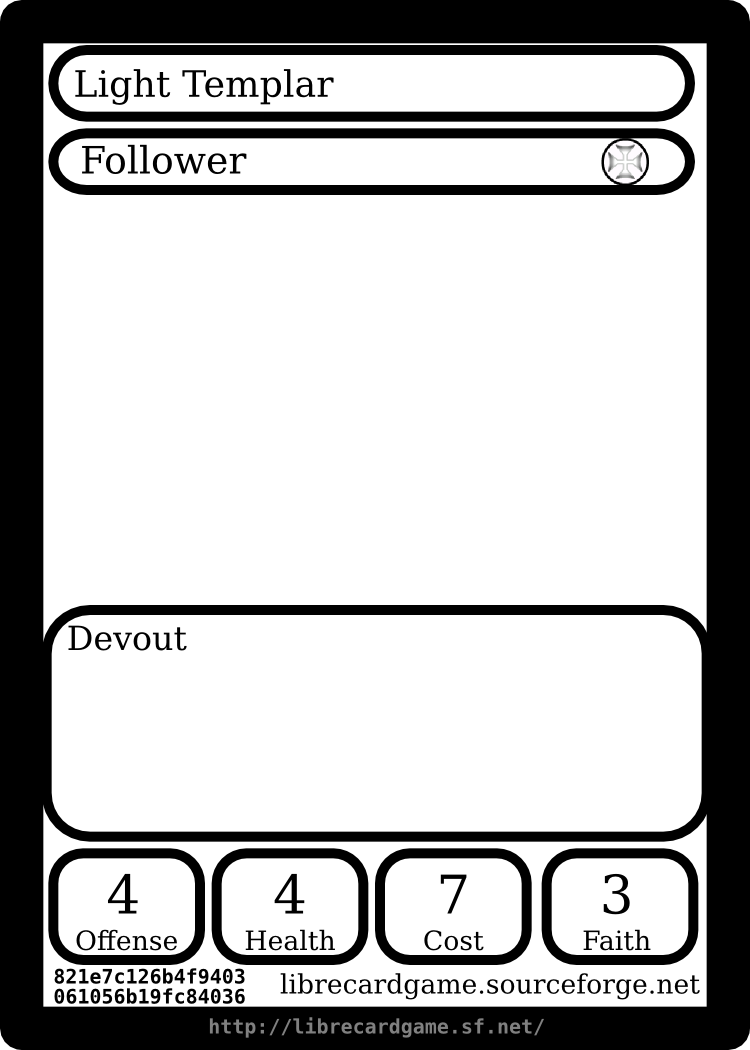 Light Templar
Follower
Devout
4 4 7 3
Offense Health Cost Faith
821e7c126b4f9403
061056b19fc84036
librecardgame.sourceforge.net
http://librecardgame.sf.net/